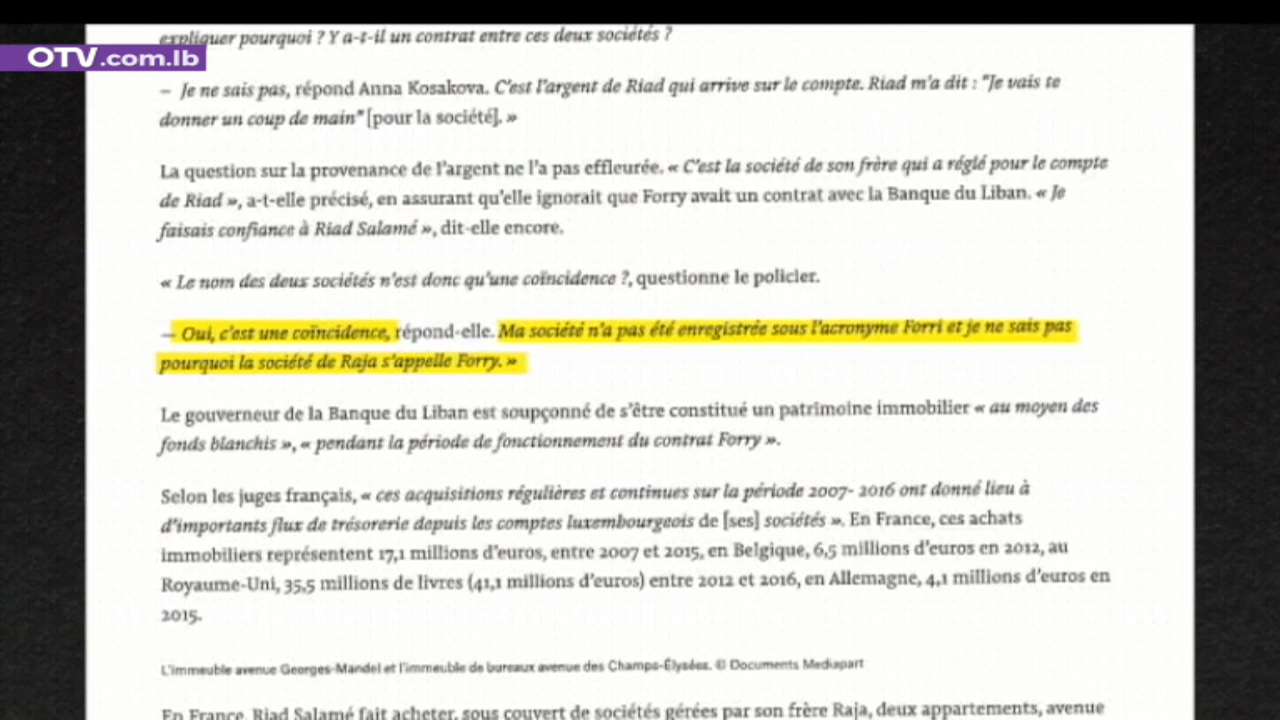 expliquer pourquoi ? Y a-t-il un contrat entre ces deux sociétés ?
OTV.com.lb
– Je ne sais pas, répond Anna Kosakova. C'est l'argent de Riad qui arrive sur le compte. Riad m'a dit : "Je vais te
donner un coup de main" [pour la société]. »
La question sur la provenance de l'argent ne l'a pas effleurée. « C'est la société de son frère qui a réglé pour le compte
de Riad », a-t-elle précisé, en assurant qu'elle ignorait que Forry avait un contrat avec la Banque du Liban. « Je
faisais confiance à Riad Salamé », dit-elle encore.
« Le nom des deux sociétés n'est donc qu'une coïncidence ?, questionne le policier.
– Oui, c'est une coïncidence, répond-elle. Ma société n'a pas été enregistrée sous l'acronyme Forri et je ne sais pas
pourquoi la société de Raja s'appelle Forry. »
Le gouverneur de la Banque du Liban est soupçonné de s'être constitué un patrimoine immobilier « au moyen des
fonds blanchis », « pendant la période de fonctionnement du contrat Forry ».
Selon les juges français, « ces acquisitions régulières et continues sur la période 2007- 2016 ont donné lieu à
d'importants flux de trésorerie depuis les comptes luxembourgeois de [ses] sociétés ». En France, ces achats
immobiliers représentent 17,1 millions d'euros, entre 2007 et 2015, en Belgique, 6,5 millions d'euros en 2012, au
Royaume-Uni, 35,5 millions de livres (41,1 millions d'euros) entre 2012 et 2016, en Allemagne, 4,1 millions d'euros en
2015.
L'immeuble avenue Georges-Mandel et l'immeuble de bureaux avenue des Champs-Élysées. © Documents Mediapart
En France, Riad Salamé fait acheter, sous couvert de sociétés gérées par son frère Raja, deux appartements, avenue